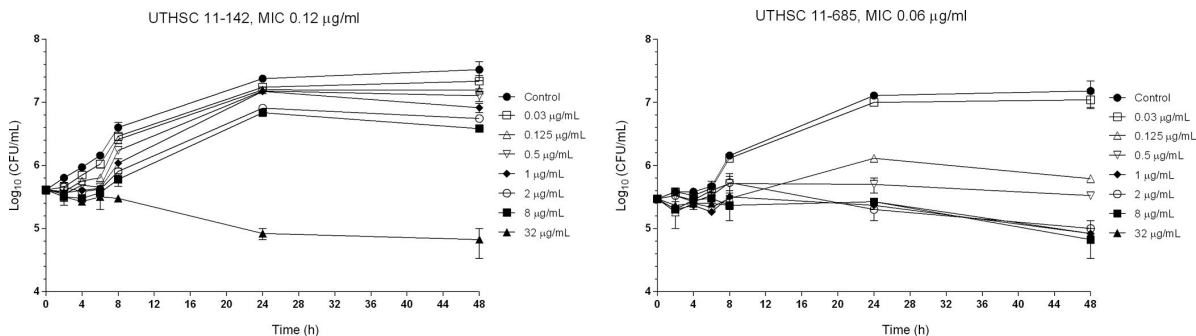 UTHSC 11-142, MIC 0.12 μg/ml
8
7
6
5
4
Log10 (CFU/mL)
0 4 8 12 16 20 24 28 32 36 40 44 48
Time (h)
Control
0.03 μg/mL
0.125 μg/mL
0.5 μg/mL
1 μg/mL
2 μg/mL
8 μg/mL
32 μg/mL
UTHSC 11-685, MIC 0.06 μg/ml
8
7
6
5
4
Log10 (CFU/mL)
0 4 8 12 16 20 24 28 32 36 40 44 48
Time (h)
Control
0.03 μg/mL
0.125 μg/mL
0.5 μg/mL
1 μg/mL
2 μg/mL
8 μg/mL
32 μg/mL